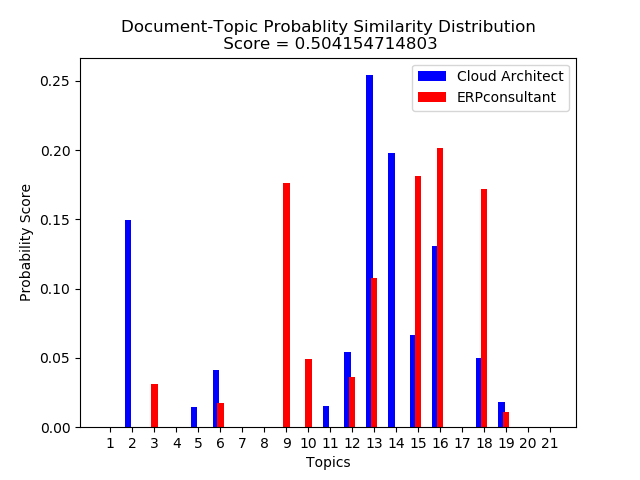 Document-Topic Probablity Similarity Distribution
Score = 0.504154714803
Cloud Architect
ERPconsultant
Probability Score
0.25
0.20
0.15
0.10
0.05
0.00
1 2 3 4 5 6 7 8 9 10 11 12 13 14 15 16 17 18 19 20 21
Topics